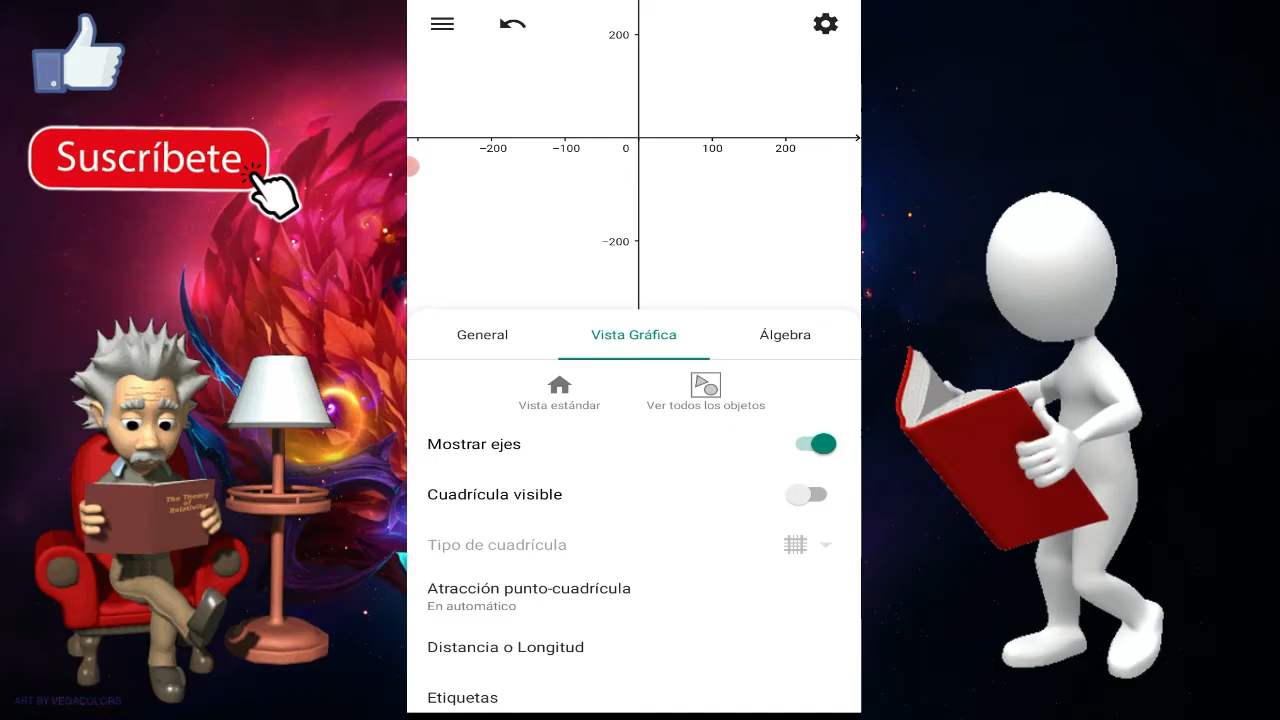 Suscríbete
The Theory
of
Relativity
ART BY VEGACOLORS
200
−200 −100 0 100 200
−200
General Vista Gráfica Álgebra
Vista estándar Ver todos los objetos
Mostrar ejes
Cuadrícula visible
Tipo de cuadrícula
Atracción punto-cuadrícula
En automático
Distancia o Longitud
Etiquetas